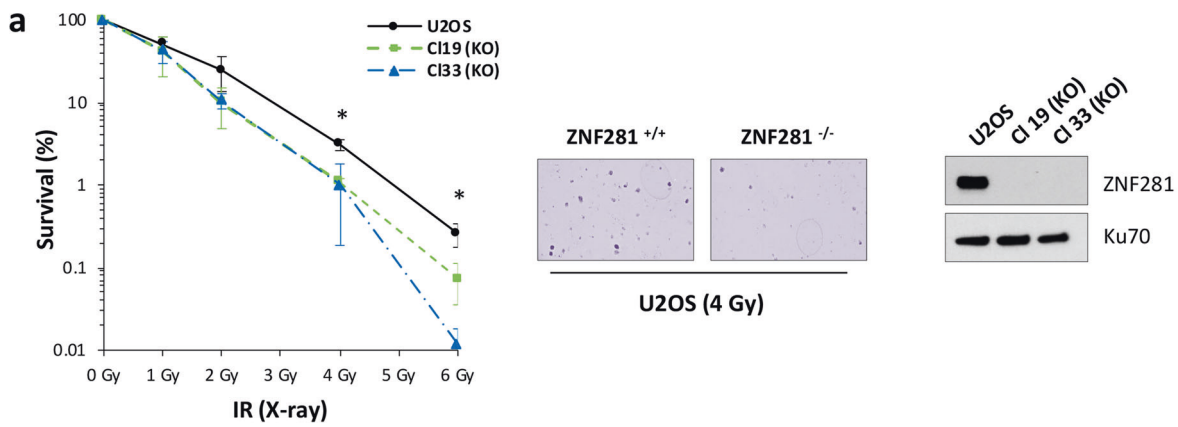 a
100
10
1
0.1
0.01
Survival (%)
0 Gy
1 Gy
2 Gy
3 Gy
4 Gy
5 Gy
6 Gy
IR (X-ray)
U2OS
Cl19 (KO)
Cl33 (KO)
*
*
ZNF281 +/+
ZNF281 -/-
U2OS (4 Gy)
U2OS
Cl 19 (KO)
Cl 33 (KO)
ZNF281
Ku70